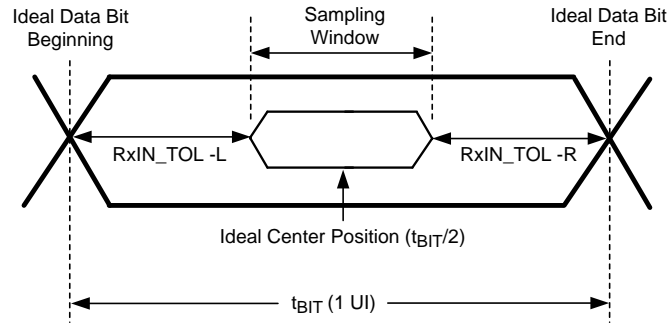 Ideal Data Bit
Beginning
Sampling
Window
Ideal Data Bit
End
RxIN_TOL -L
RxIN_TOL -R
Ideal Center Position (tBIT/2)
tBIT (1 UI)